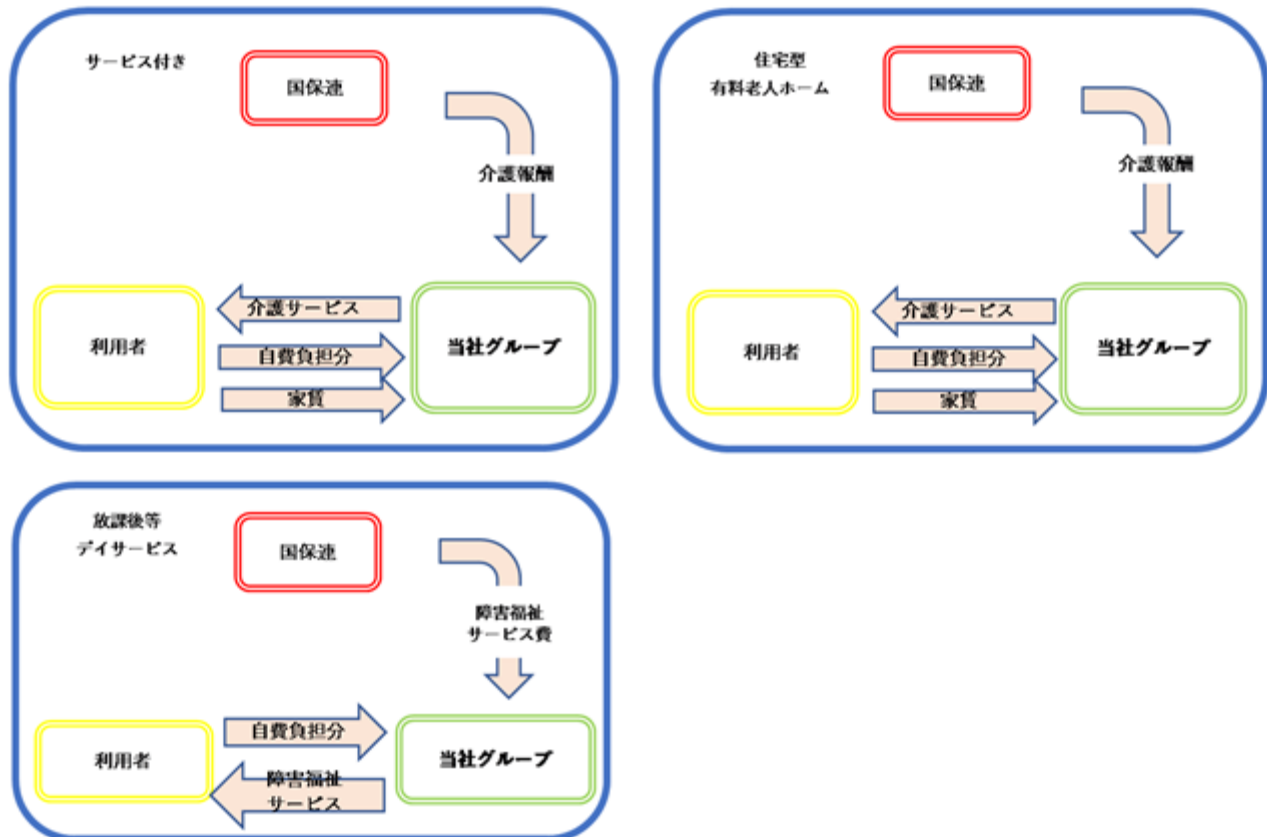 サービス付き
国保連
介護報酬
介護サービス
利用者
自費負担分
当社グループ
家賃
住宅型
有料老人ホーム
国保連
介護報酬
介護サービス
利用者
自費負担分
当社グループ
家賃
放課後等
デイサービス
国保連
障害福祉
サービス費
自費負担分
利用者
当社グループ
障害福祉
サービス